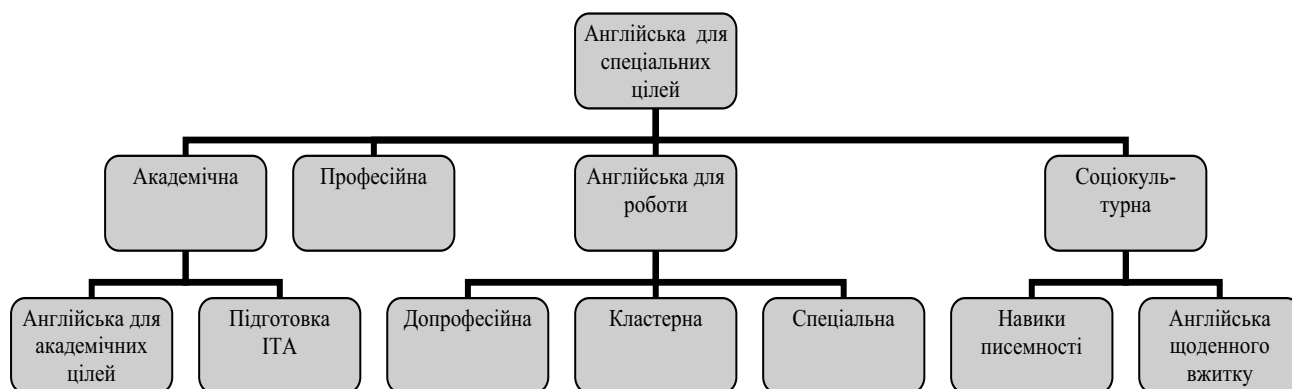 Англійська для
спеціальних
цілей
Академічна
Професійна
Англійська для
роботи
Соціокуль-
турна
Англійська для
академічних
цілей
Підготовка
ІТА
Допрофесійна
Кластерна
Спеціальна
Навики
писемності
Англійська
щоденного
вжитку